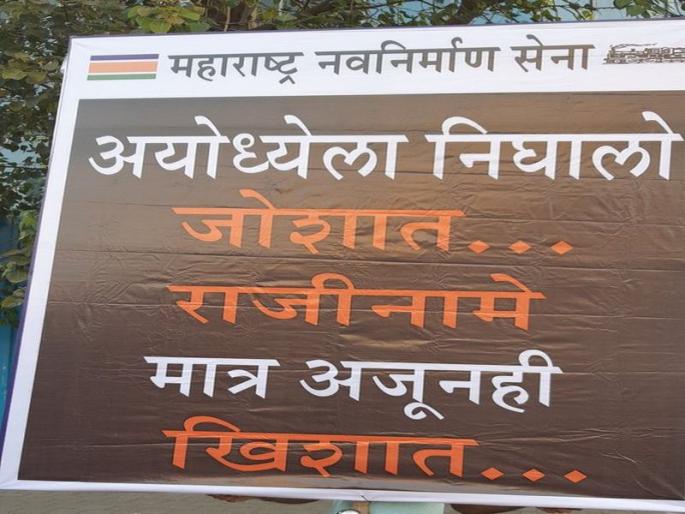 महाराष्ट्र नवनिर्माण सेना
अयोध्येला निघालो
जोशात...
राजीनामे
मात्र अजूनही
खिशात...